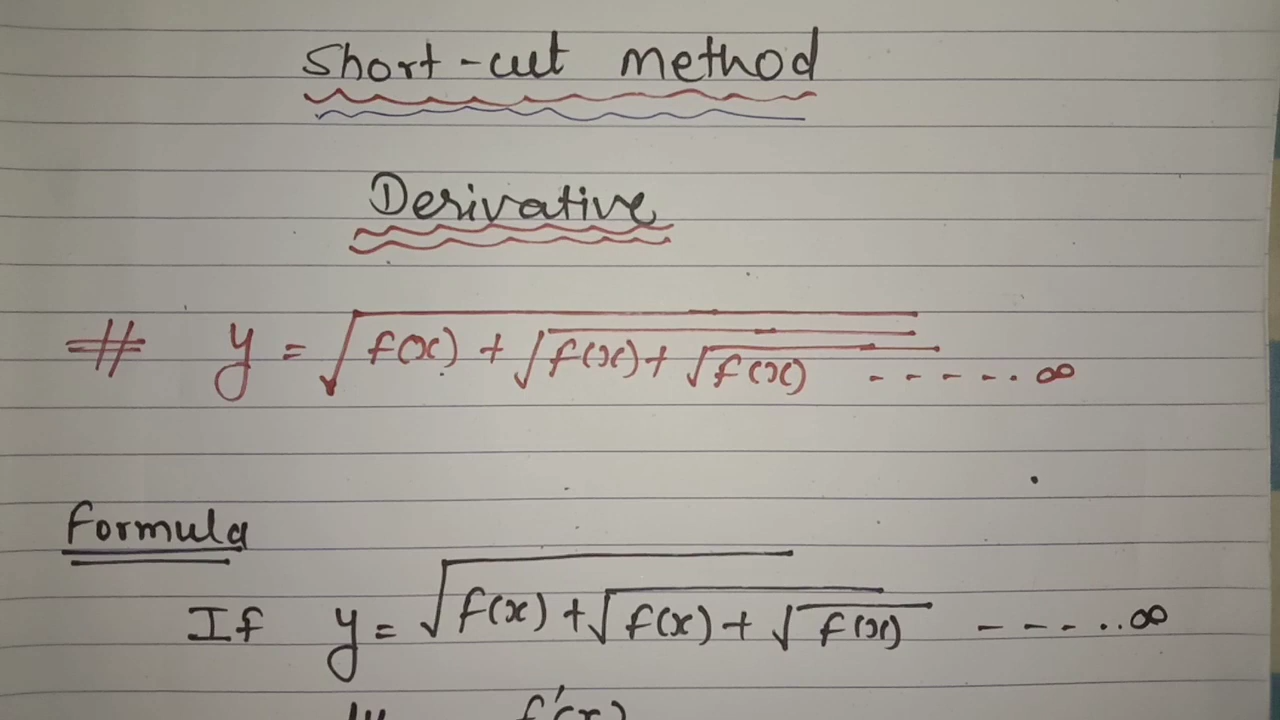 Short-cut method
Derivative
# y = √f(x) + √f(x) + √f(x) - - - - . . ∞
Formula
If y = √f(x) + √f(x) + √f(x) - - - - . . ∞
f'(x)